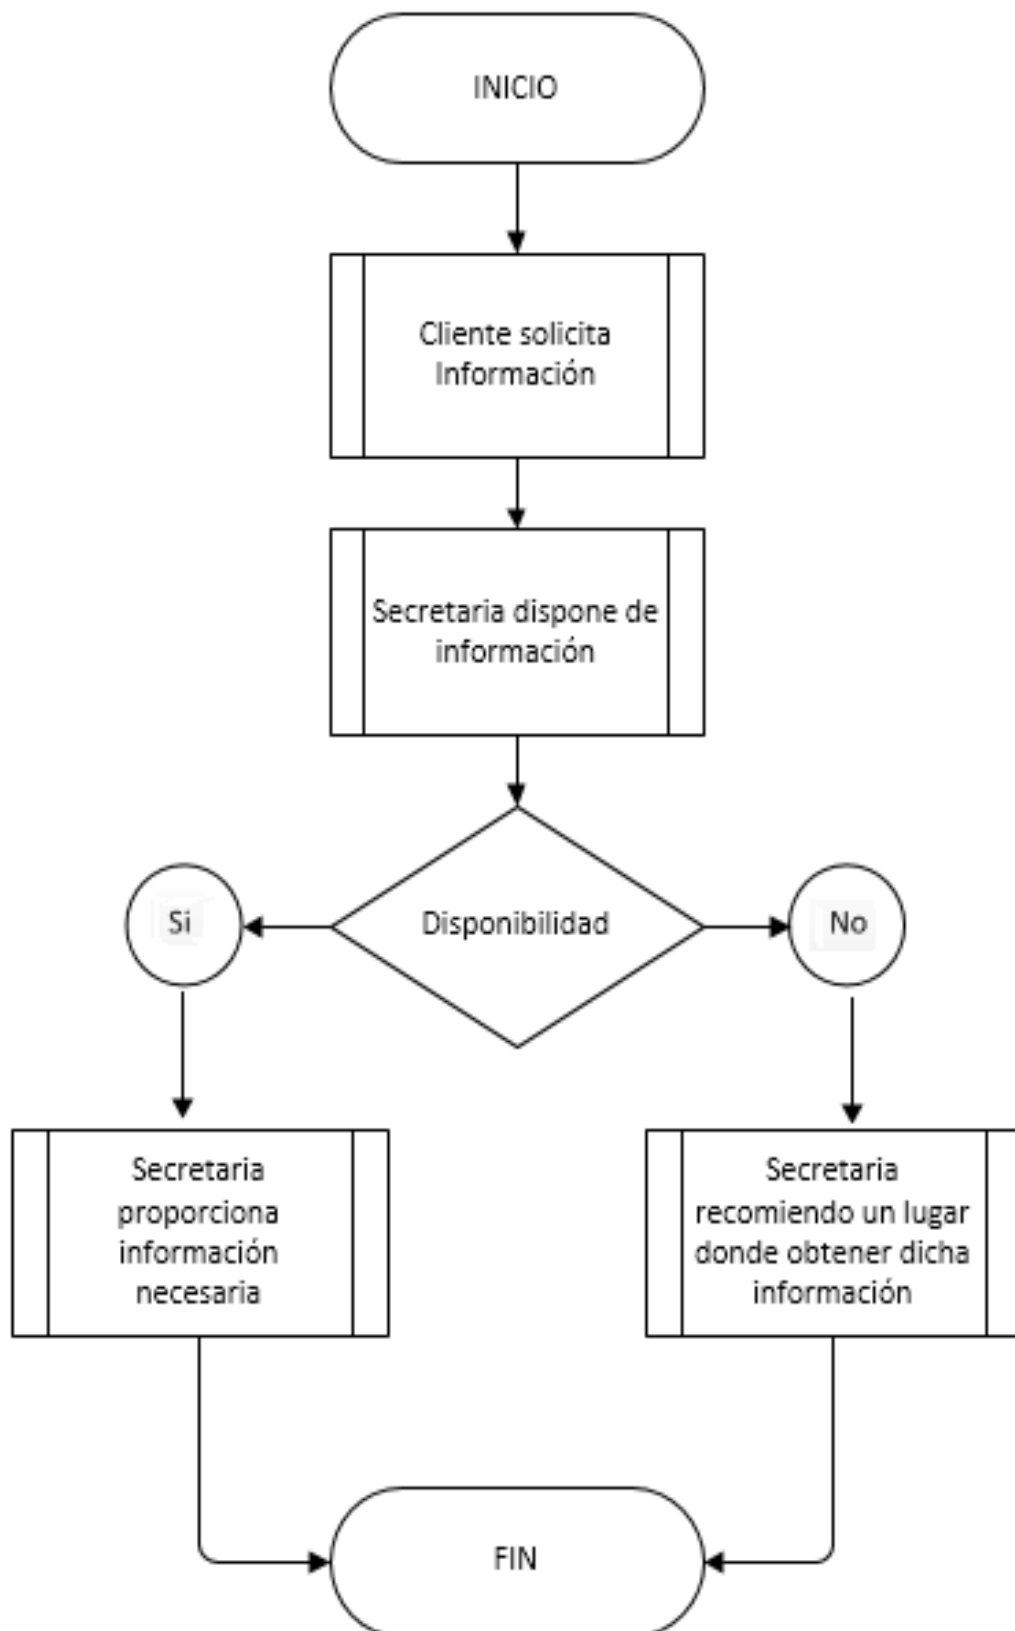 INICIO
Cliente solicita
Información
Secretaria dispone de
información
Disponibilidad
Si
No
Secretaria
proporciona
información
necesaria
Secretaria
recomiendo un lugar
donde obtener dicha
información
FIN